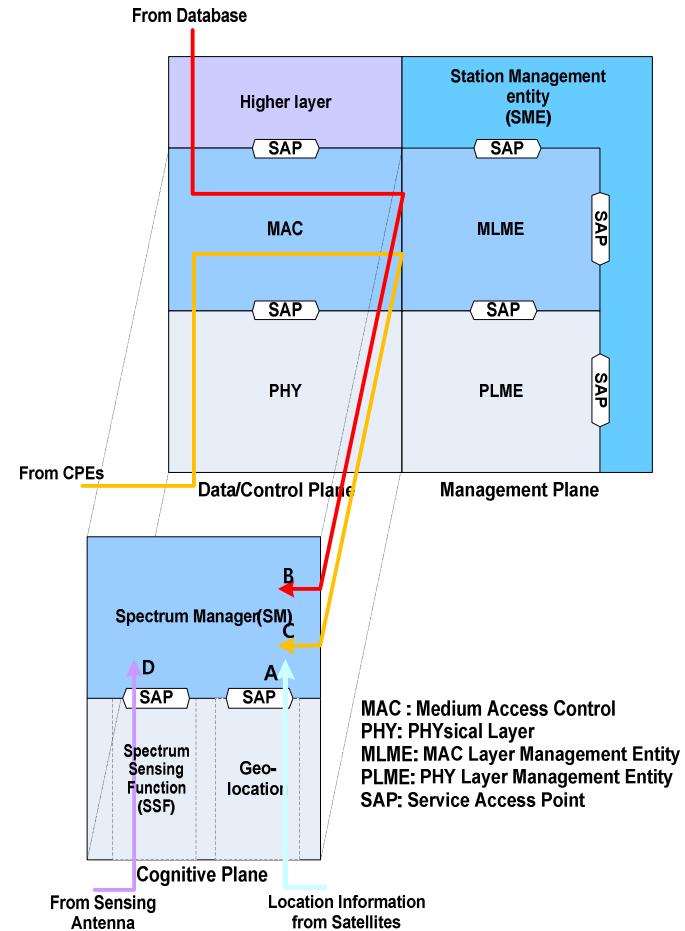 From Database
Higher layer
Station Management
entity
(SME)
SAP
SAP
MAC
MLME
SAP
SAP
SAP
PHY
PLME
SAP
From CPEs
Data/Control Plane
Management Plane
B
Spectrum Manager(SM)
C
D
A
SAP
SAP
Spectrum
Sensing
Function
(SSF)
Geo-
location
MAC : Medium Access Control
PHY: PHYsical Layer
MLME: MAC Layer Management Entity
PLME: PHY Layer Management Entity
SAP: Service Access Point
Cognitive Plane
From Sensing
Antenna
Location Information
from Satellites